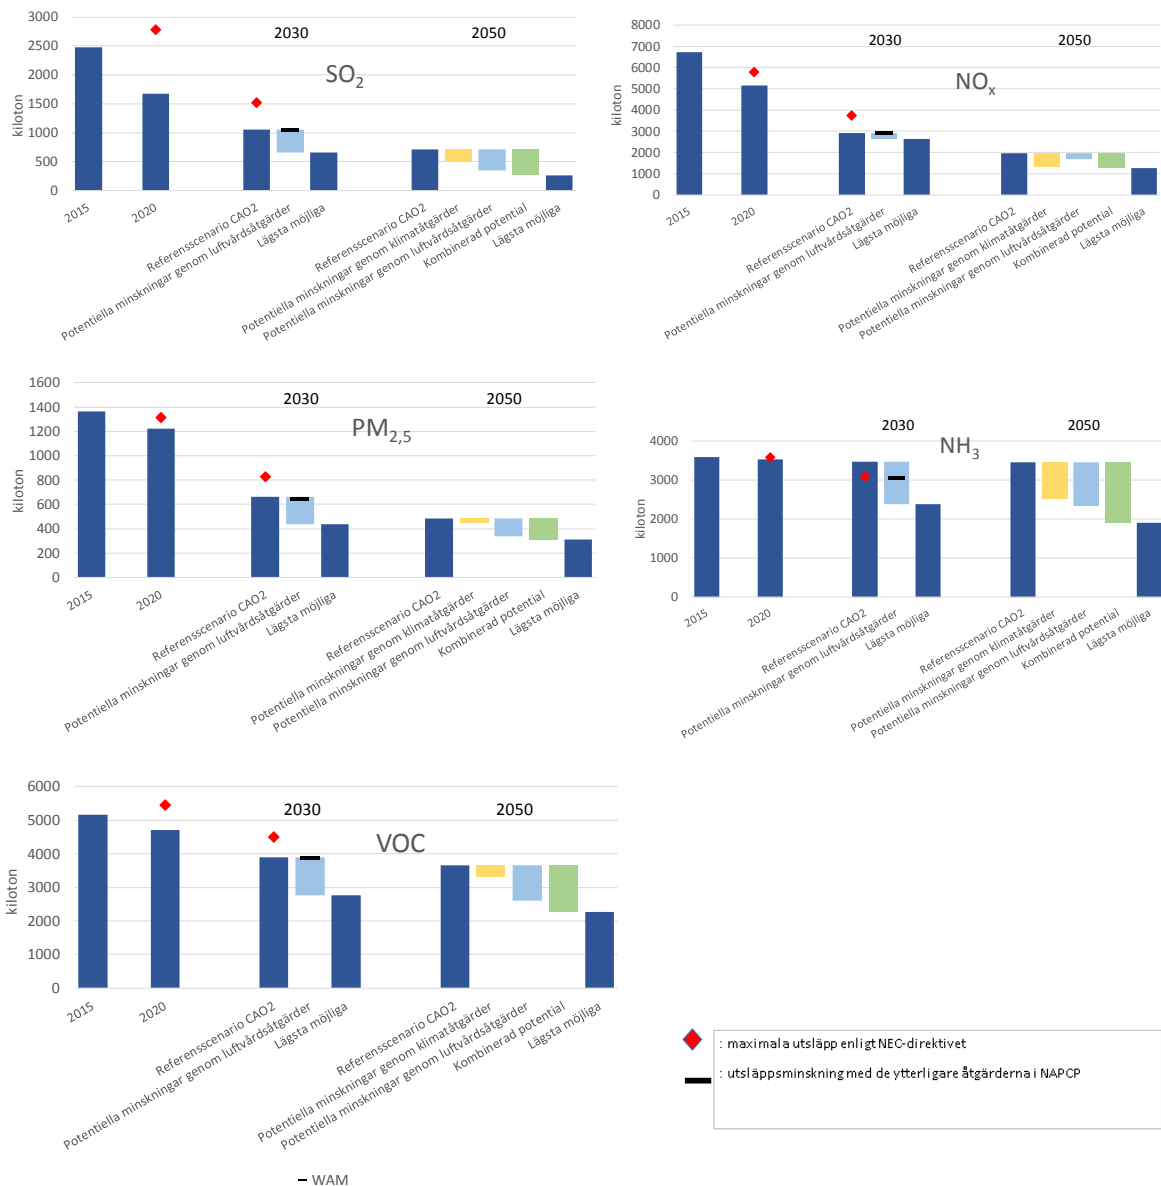 3000
2500
2000
1500
1000
500
0
kiloton
2030
2050
SO2
2015
2020
Referensscenario CAO2
Potentiella minskningar genom luftvårdsåtgärder
Lägsta möjliga
Referensscenario CAO2
Potentiella minskningar genom klimatåtgärder
Potentiella minskningar genom luftvårdsåtgärder
Kombinerad potential
Lägsta möjliga
8000
7000
6000
5000
4000
3000
2000
1000
0
kiloton
2030
2050
NOx
2015
2020
Referensscenario CAO2
Potentiella minskningar genom luftvårdsåtgärder
Lägsta möjliga
Referensscenario CAO2
Potentiella minskningar genom klimatåtgärder
Potentiella minskningar genom luftvårdsåtgärder
Kombinerad potential
Lägsta möjliga
1600
1400
1200
1000
800
600
400
200
0
kiloton
2030
2050
PM2,5
2015
2020
Referensscenario CAO2
Potentiella minskningar genom luftvårdsåtgärder
Lägsta möjliga
Referensscenario CAO2
Potentiella minskningar genom klimatåtgärder
Potentiella minskningar genom luftvårdsåtgärder
Kombinerad potential
Lägsta möjliga
4000
3000
2000
1000
0
kiloton
2030
2050
NH3
2015
2020
Referensscenario CAO2
Potentiella minskningar genom luftvårdsåtgärder
Lägsta möjliga
Referensscenario CAO2
Potentiella minskningar genom klimatåtgärder
Potentiella minskningar genom luftvårdsåtgärder
Kombinerad potential
Lägsta möjliga
6000
5000
4000
3000
2000
1000
0
kiloton
2030
2050
VOC
2015
2020
Referensscenario CAO2
Potentiella minskningar genom luftvårdsåtgärder
Lägsta möjliga
Referensscenario CAO2
Potentiella minskningar genom klimatåtgärder
Potentiella minskningar genom luftvårdsåtgärder
Kombinerad potential
Lägsta möjliga
WAM
: maximala utsläpp enligt NEC-direktivet
: utsläppsminskning med de ytterligare åtgärderna i NAPCP